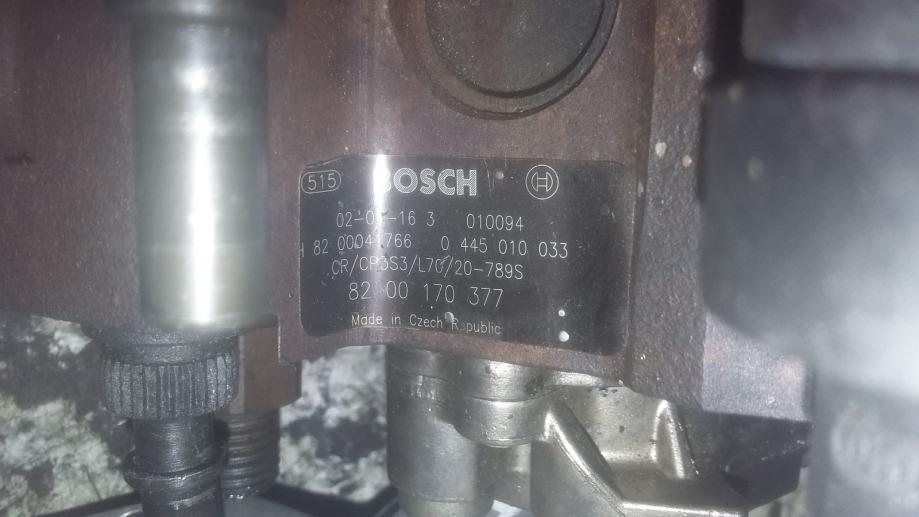 515 BOSCH
02-0 -16 3 010094
H 82 00041766 0 445 010 033
CR/CP3S3/L70/20-789S
82 00 170 377
Made in Czech Republic